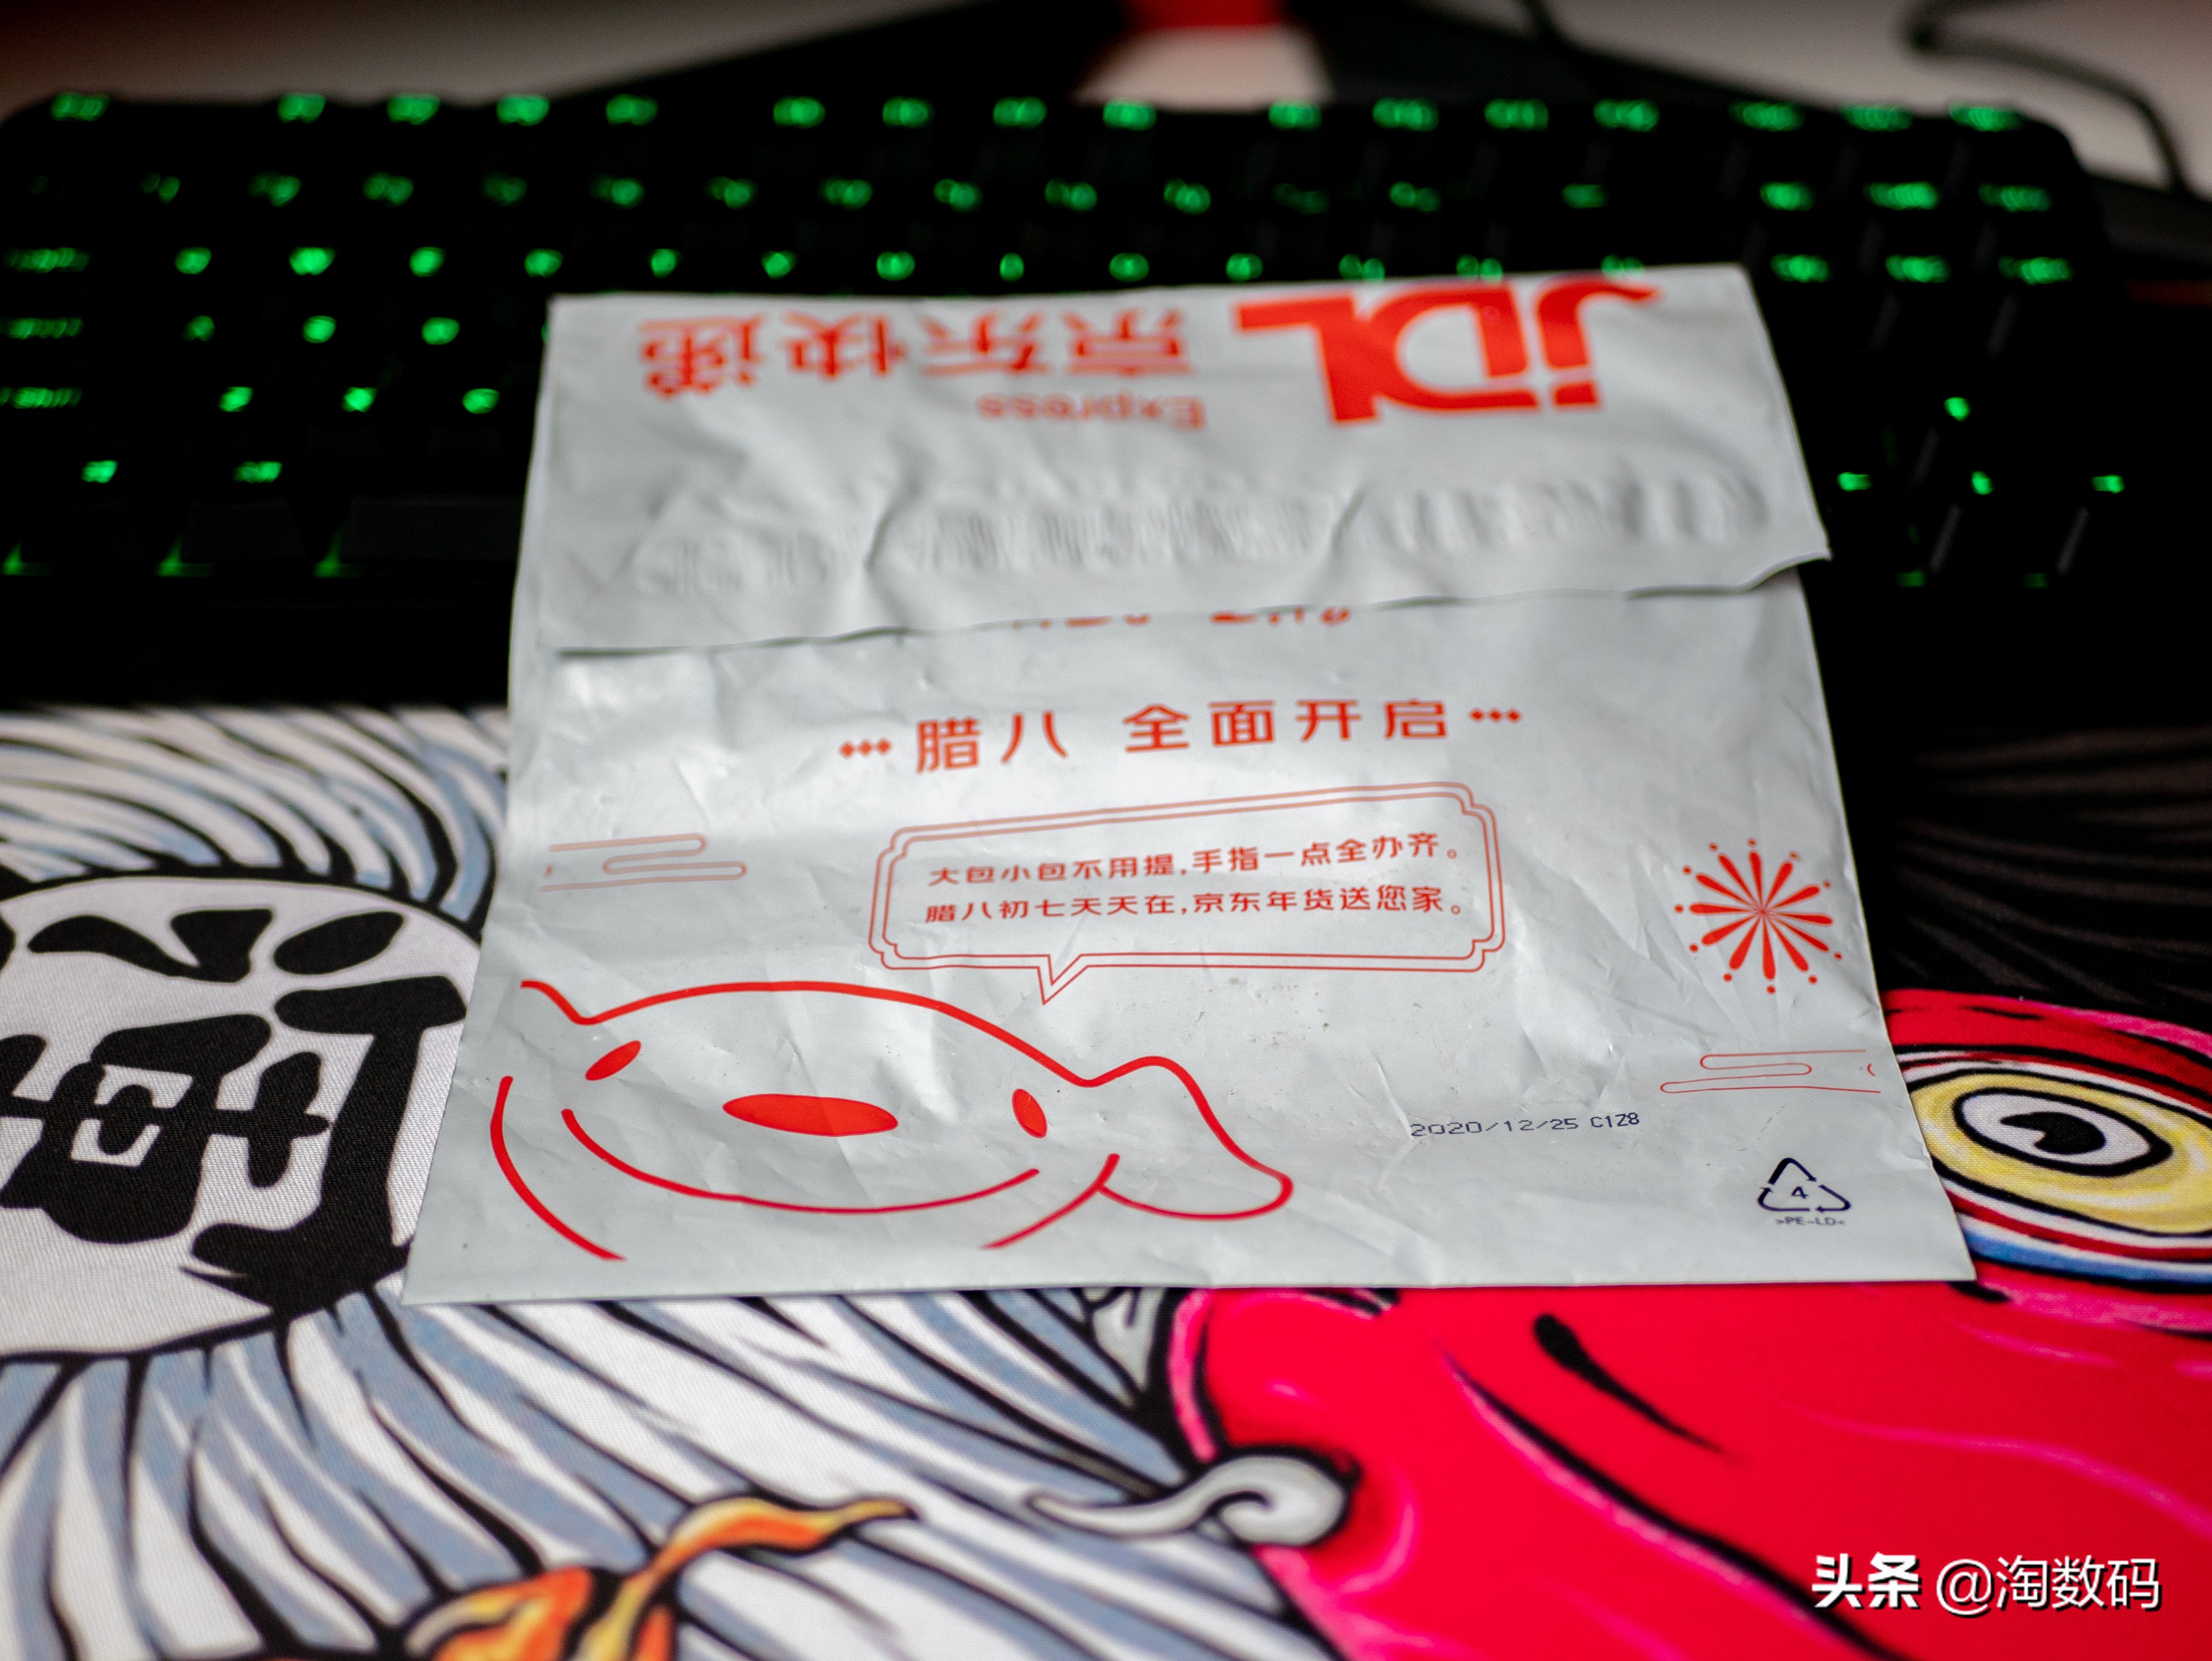 JDL 京东快递
Express
腊八 全面开启
大包小包不用提,手指一点全办齐。
腊八初七天天在,京东年货送您家。
2020/12/25 C1Z8
4
>PE-LD<
头条 @淘数码